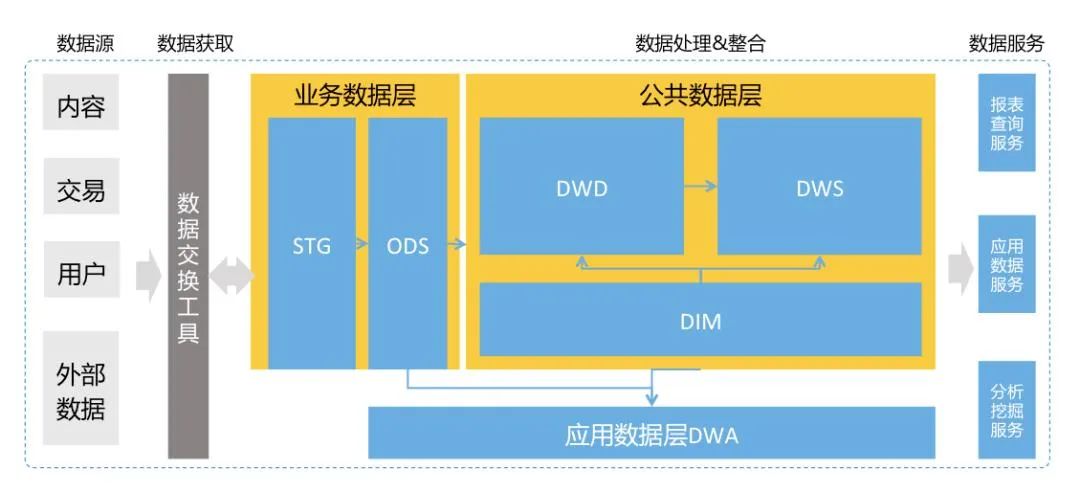 数据源
数据获取
数据处理&整合
数据服务
内容
交易
用户
外部
数据
数据交换工具
业务数据层
STG
ODS
公共数据层
DWD
DWS
DIM
应用数据层DWA
报表
查询
服务
应用
数据
服务
分析
挖掘
服务